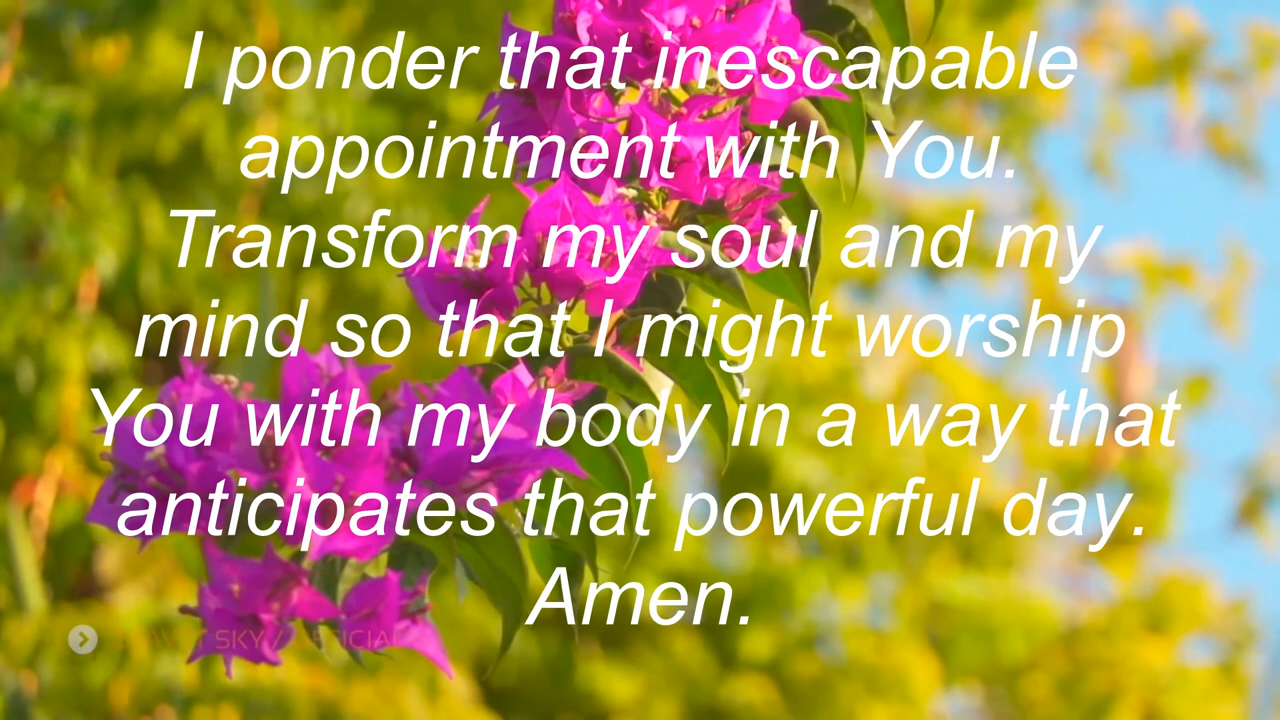 I ponder that inescapable
appointment with You.
Transform my soul and my
mind so that I might worship
You with my body in a way that
anticipates that powerful day.
Amen.
SKY /